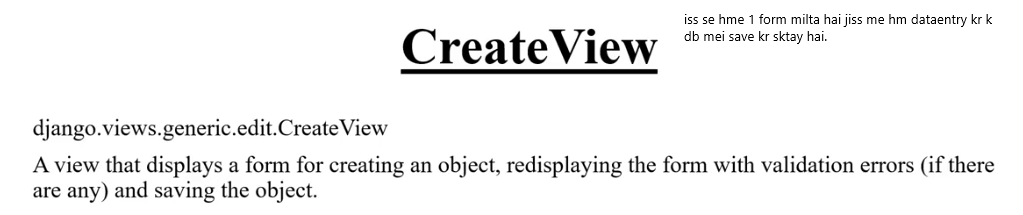 CreateView
iss se hme 1 form milta hai jiss me hm dataentry kr k
db mei save kr sktay hai.
django.views.generic.edit.CreateView
A view that displays a form for creating an object, redisplaying the form with validation errors (if there
are any) and saving the object.